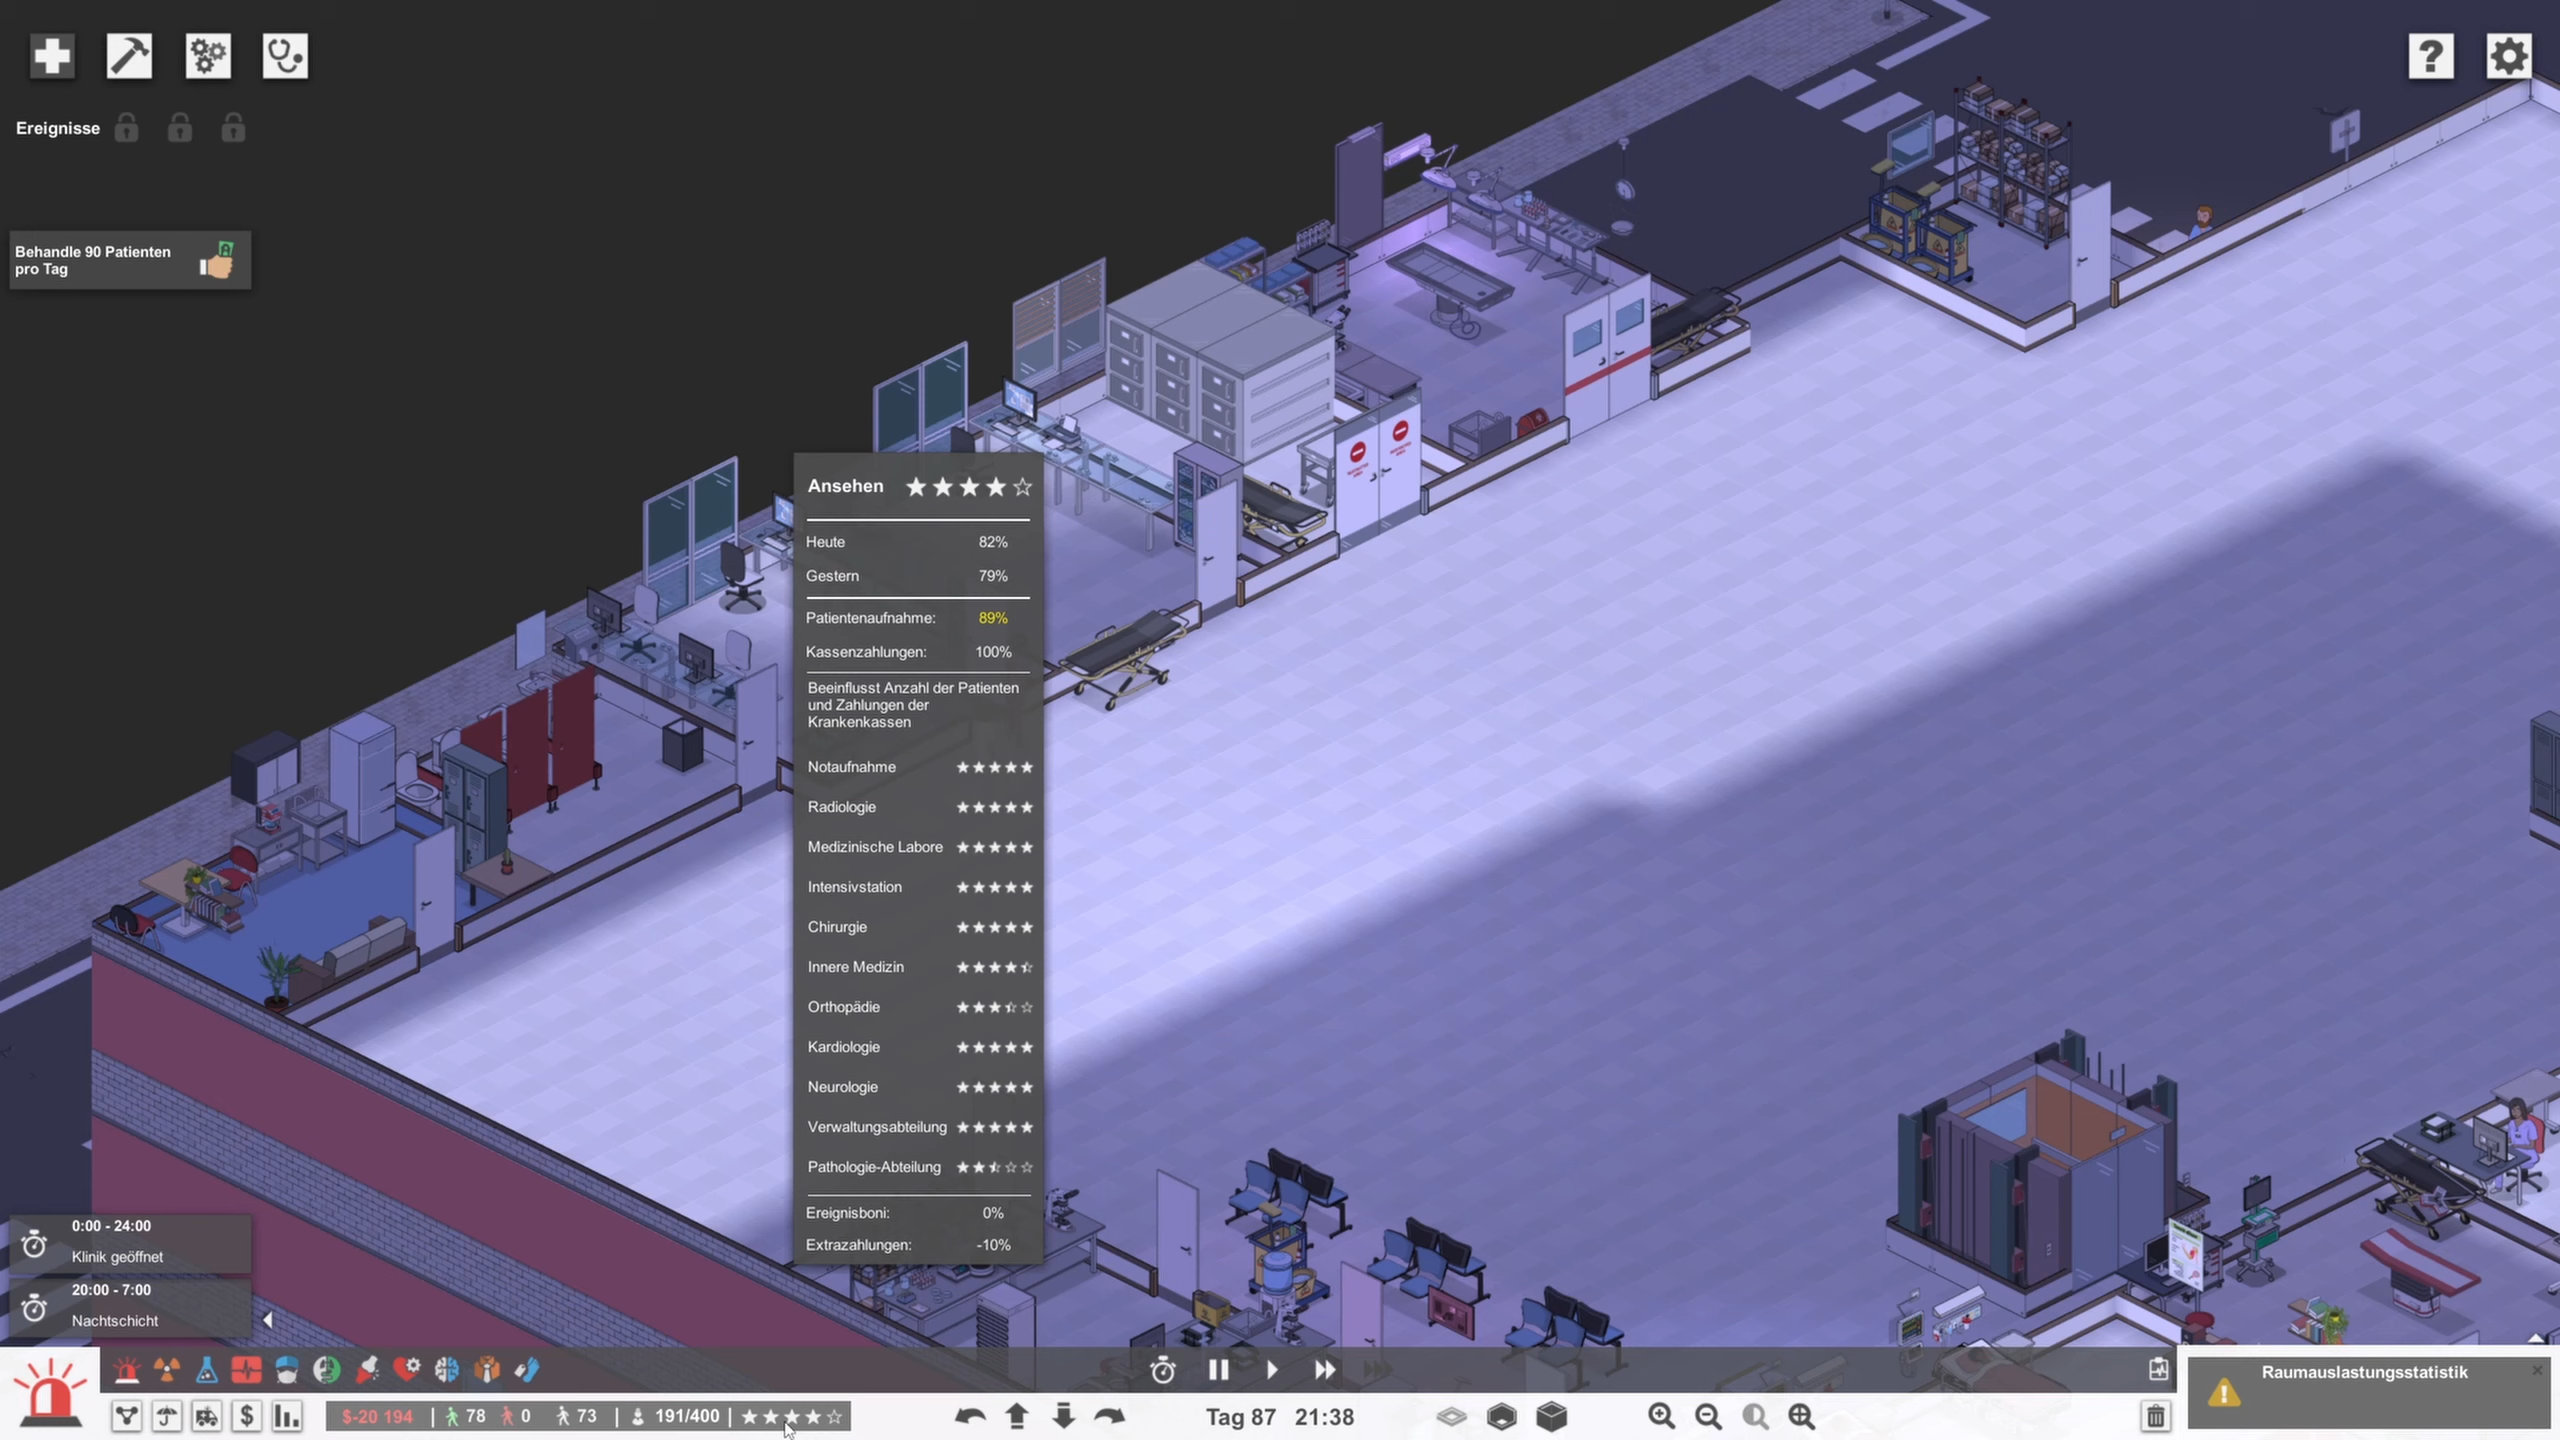 Ereignisse
Behandle 90 Patienten
pro Tag
Ansehen
Heute 82%
Gestern 79%
Patientenaufnahme: 89%
Kassenzahlungen: 100%
Beeinflusst Anzahl der Patienten
und Zahlungen der
Krankenkassen
Notaufnahme
Radiologie
Medizinische Labore
Intensivstation
Chirurgie
Innere Medizin
Orthopädie
Kardiologie
Neurologie
Verwaltungsabteilung
Pathologie-Abteilung
Ereignisboni: 0%
Extrazahlungen: -10%
0:00 - 24:00
Klinik geöffnet
20:00 - 7:00
Nachtschicht
$-20 194 | 78 0 73 | 191/400 |
Tag 87 21:38
Raumauslastungsstatistik